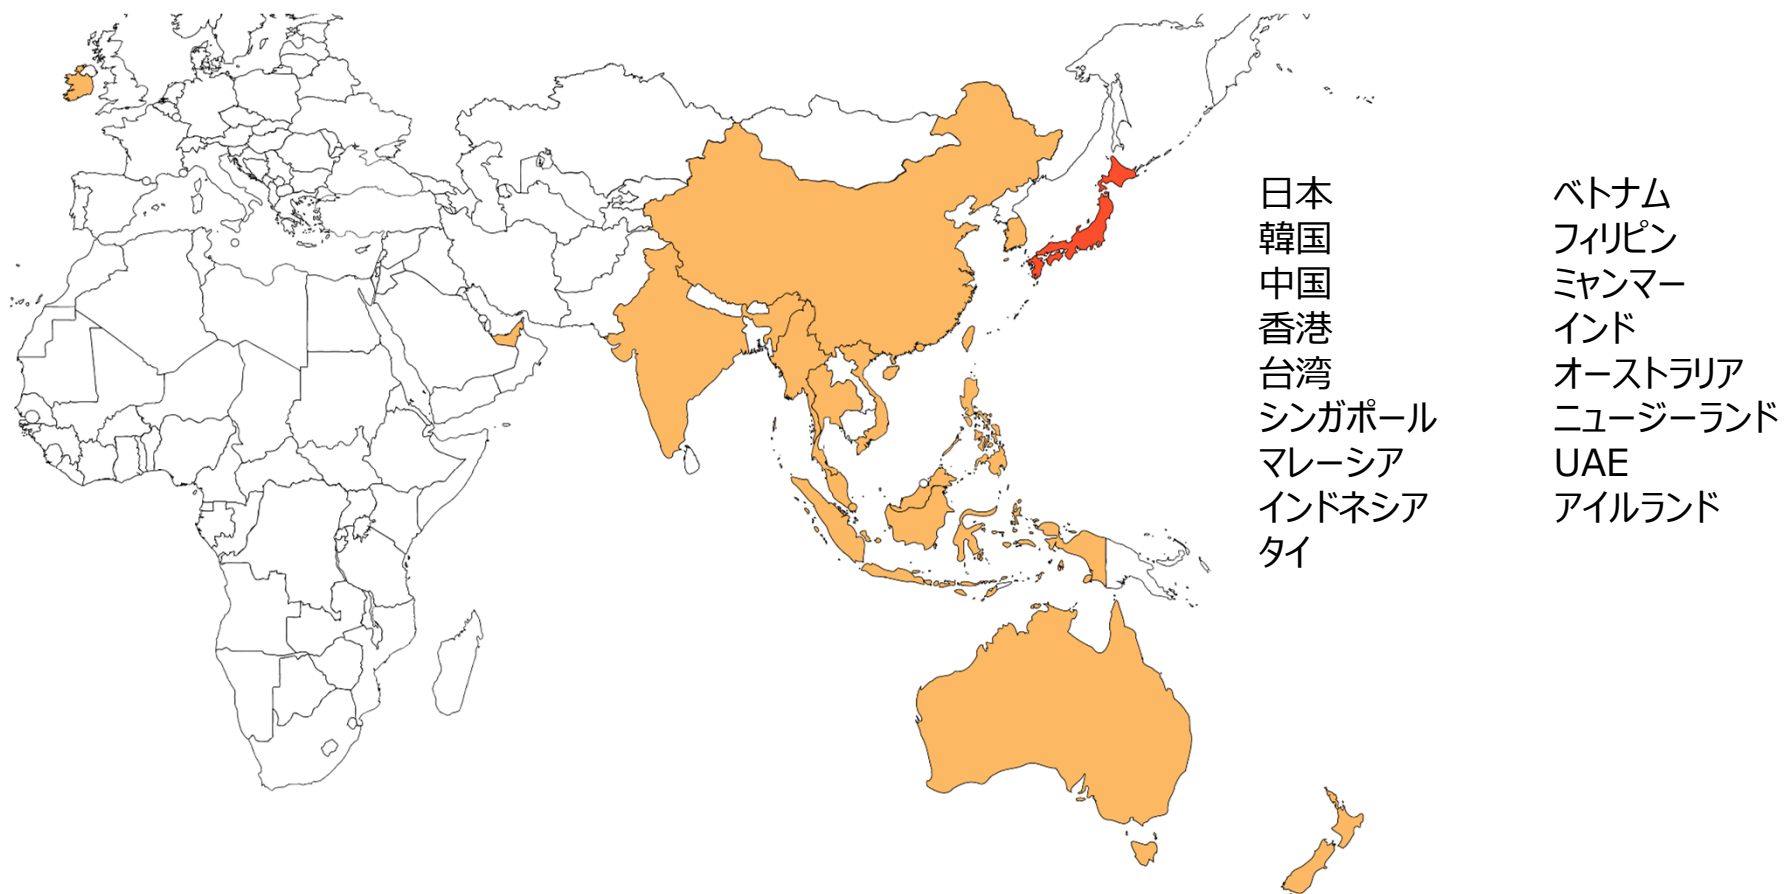 日本
韓国
中国
香港
台湾
シンガポール
マレーシア
インドネシア
タイ
ベトナム
フィリピン
ミャンマー
インド
オーストラリア
ニュージーランド
UAE
アイルランド